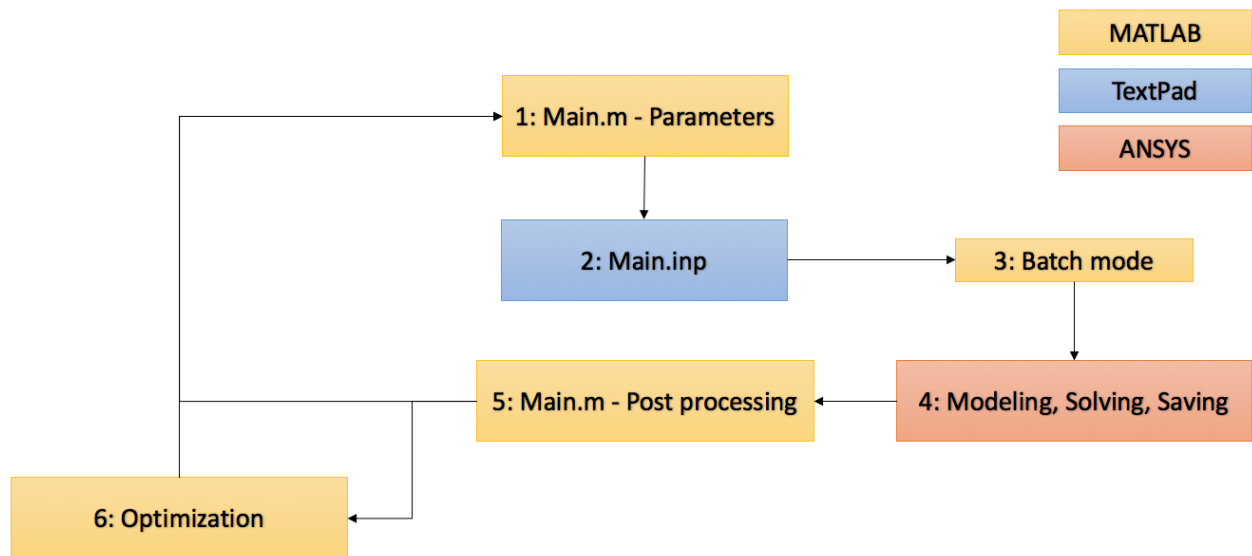 MATLAB
TextPad
ANSYS
1: Main.m - Parameters
2: Main.inp
3: Batch mode
4: Modeling, Solving, Saving
5: Main.m - Post processing
6: Optimization